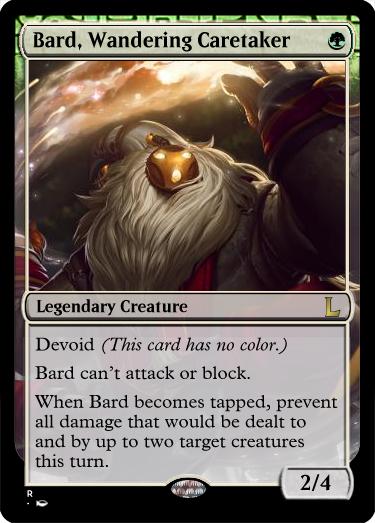 Bard, Wandering Caretaker
Legendary Creature
L
Devoid (This card has no color.)
Bard can't attack or block.
When Bard becomes tapped, prevent
all damage that would be dealt to
and by up to two target creatures
this turn.
2/4
R